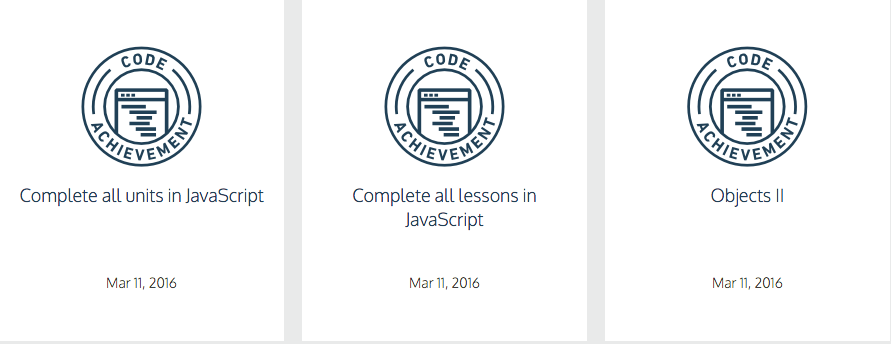 CODE
ACHIEVEMENT
Complete all units in JavaScript
Mar 11, 2016
CODE
ACHIEVEMENT
Complete all lessons in
JavaScript
Mar 11, 2016
CODE
ACHIEVEMENT
Objects II
Mar 11, 2016